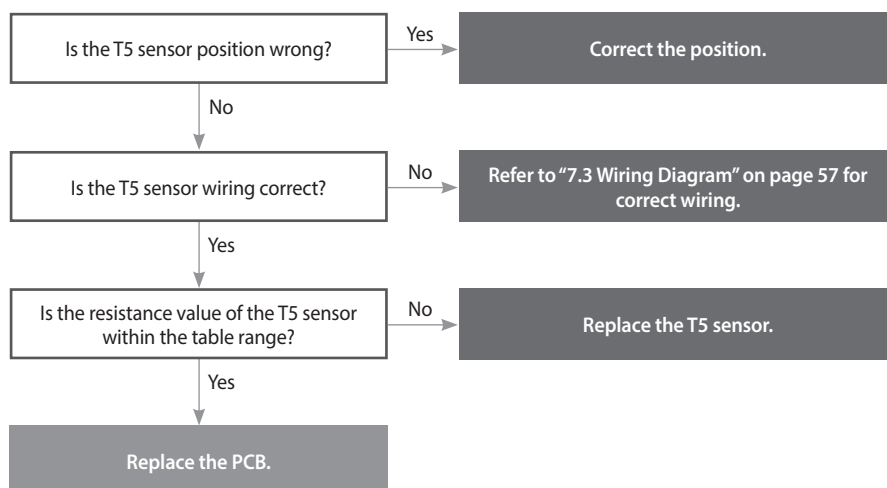 Is the T5 sensor position wrong?
Yes
Correct the position.
No
Is the T5 sensor wiring correct?
No
Refer to “7.3 Wiring Diagram” on page 57 for
correct wiring.
Yes
Is the resistance value of the T5 sensor
within the table range?
No
Replace the T5 sensor.
Yes
Replace the PCB.